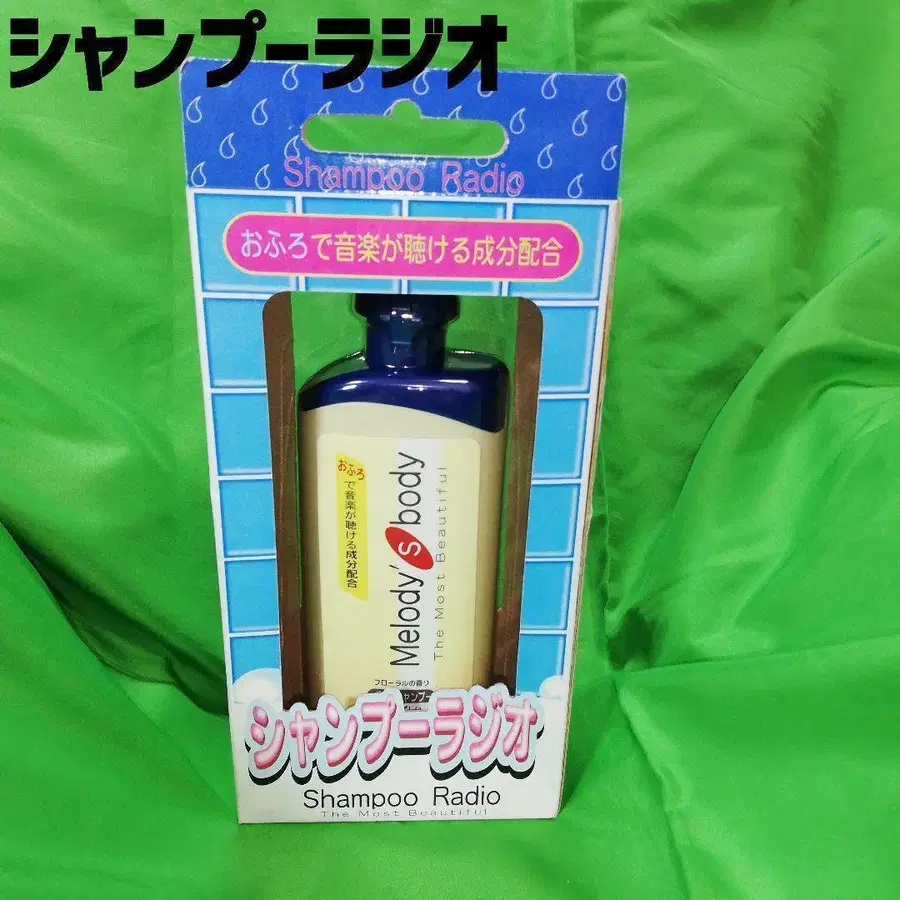 シャンプーラジオ
Shampoo Radio
おふろで音楽が聴ける成分配合
おふろで音楽が聴ける成分配合
Melody's body
The Most Beautiful
フローラルの香り
シャンプーラジオ
Shampoo Radio
The Most Beautiful